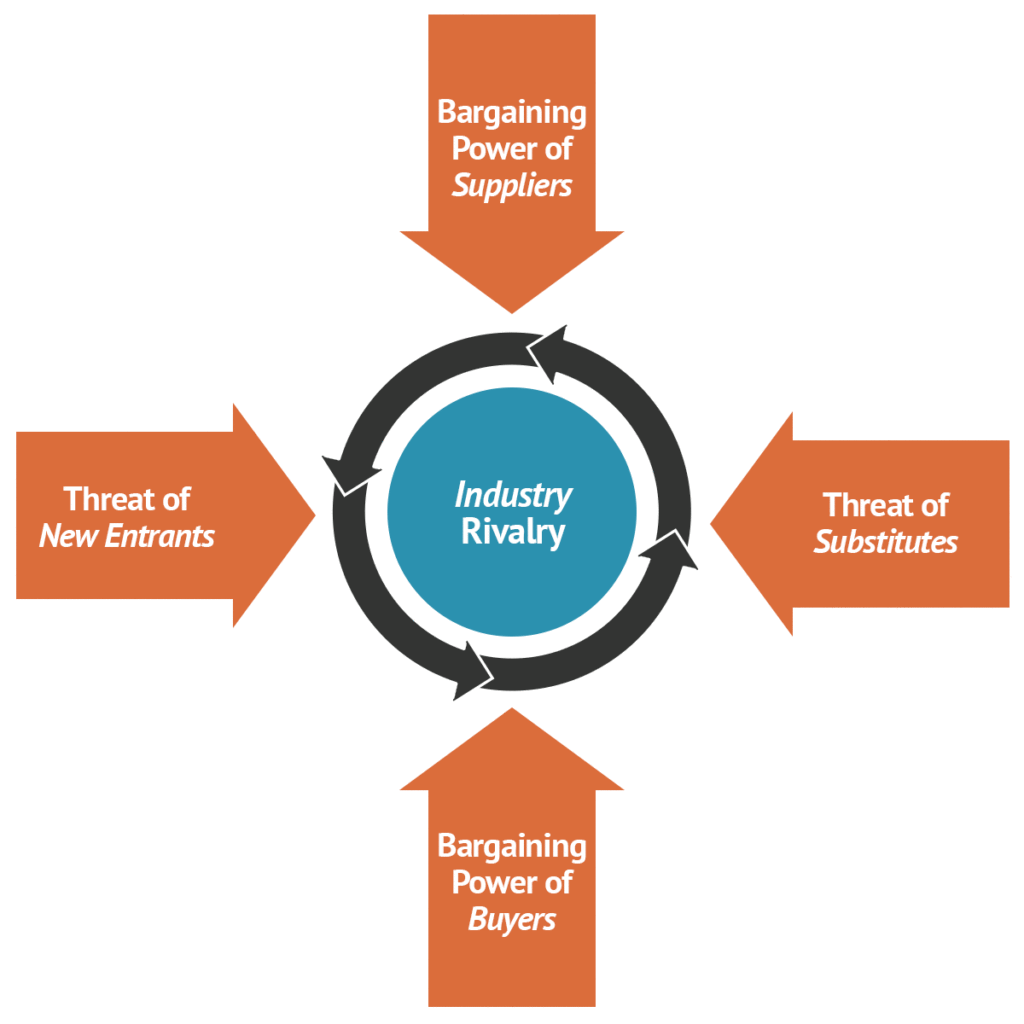 Bargaining
Power of
Suppliers
Threat of
New Entrants
Industry
Rivalry
Threat of
Substitutes
Bargaining
Power of
Buyers